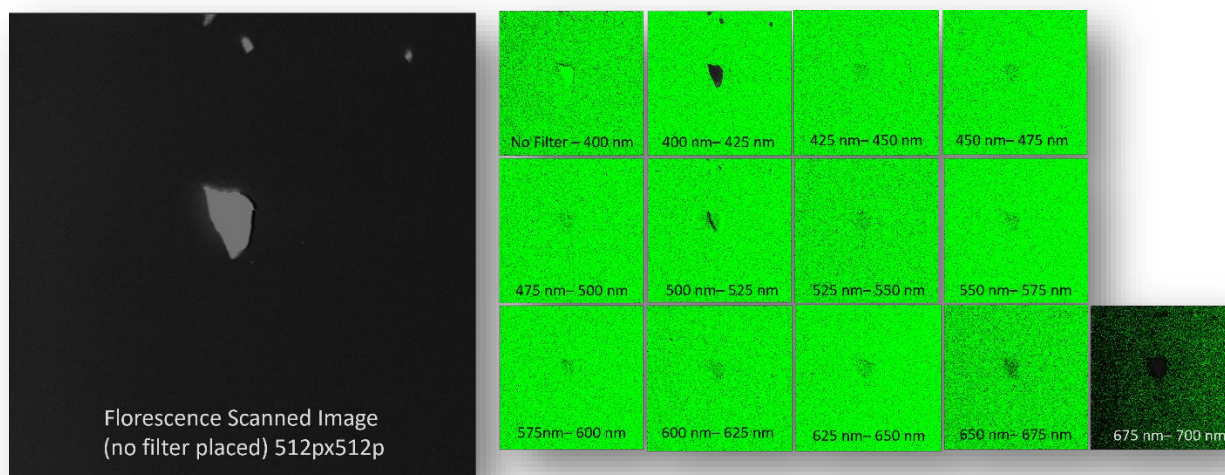 Florescence Scanned Image
(no filter placed) 512px512p
No Filter – 400 nm
400 nm– 425 nm
425 nm– 450 nm
450 nm– 475 nm
475 nm– 500 nm
500 nm– 525 nm
525 nm– 550 nm
550 nm– 575 nm
575nm– 600 nm
600 nm– 625 nm
625 nm– 650 nm
650 nm– 675 nm
675 nm– 700 nm